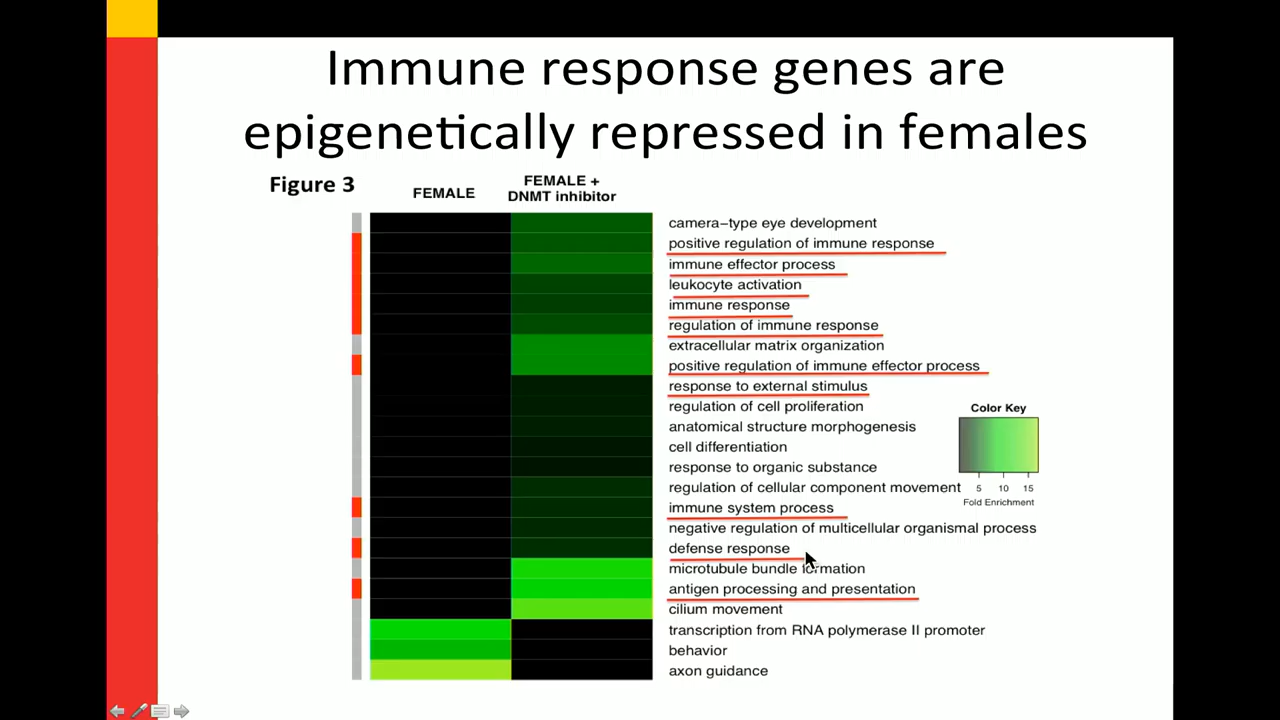 Immune response genes are
epigenetically repressed in females
Figure 3
FEMALE
FEMALE +
DNMT inhibitor
camera−type eye development
positive regulation of immune response
immune effector process
leukocyte activation
immune response
regulation of immune response
extracellular matrix organization
positive regulation of immune effector process
response to external stimulus
regulation of cell proliferation
anatomical structure morphogenesis
cell differentiation
response to organic substance
regulation of cellular component movement
immune system process
negative regulation of multicellular organismal process
defense response
microtubule bundle formation
antigen processing and presentation
cilium movement
transcription from RNA polymerase II promoter
behavior
axon guidance
Color Key
5 10 15
Fold Enrichment